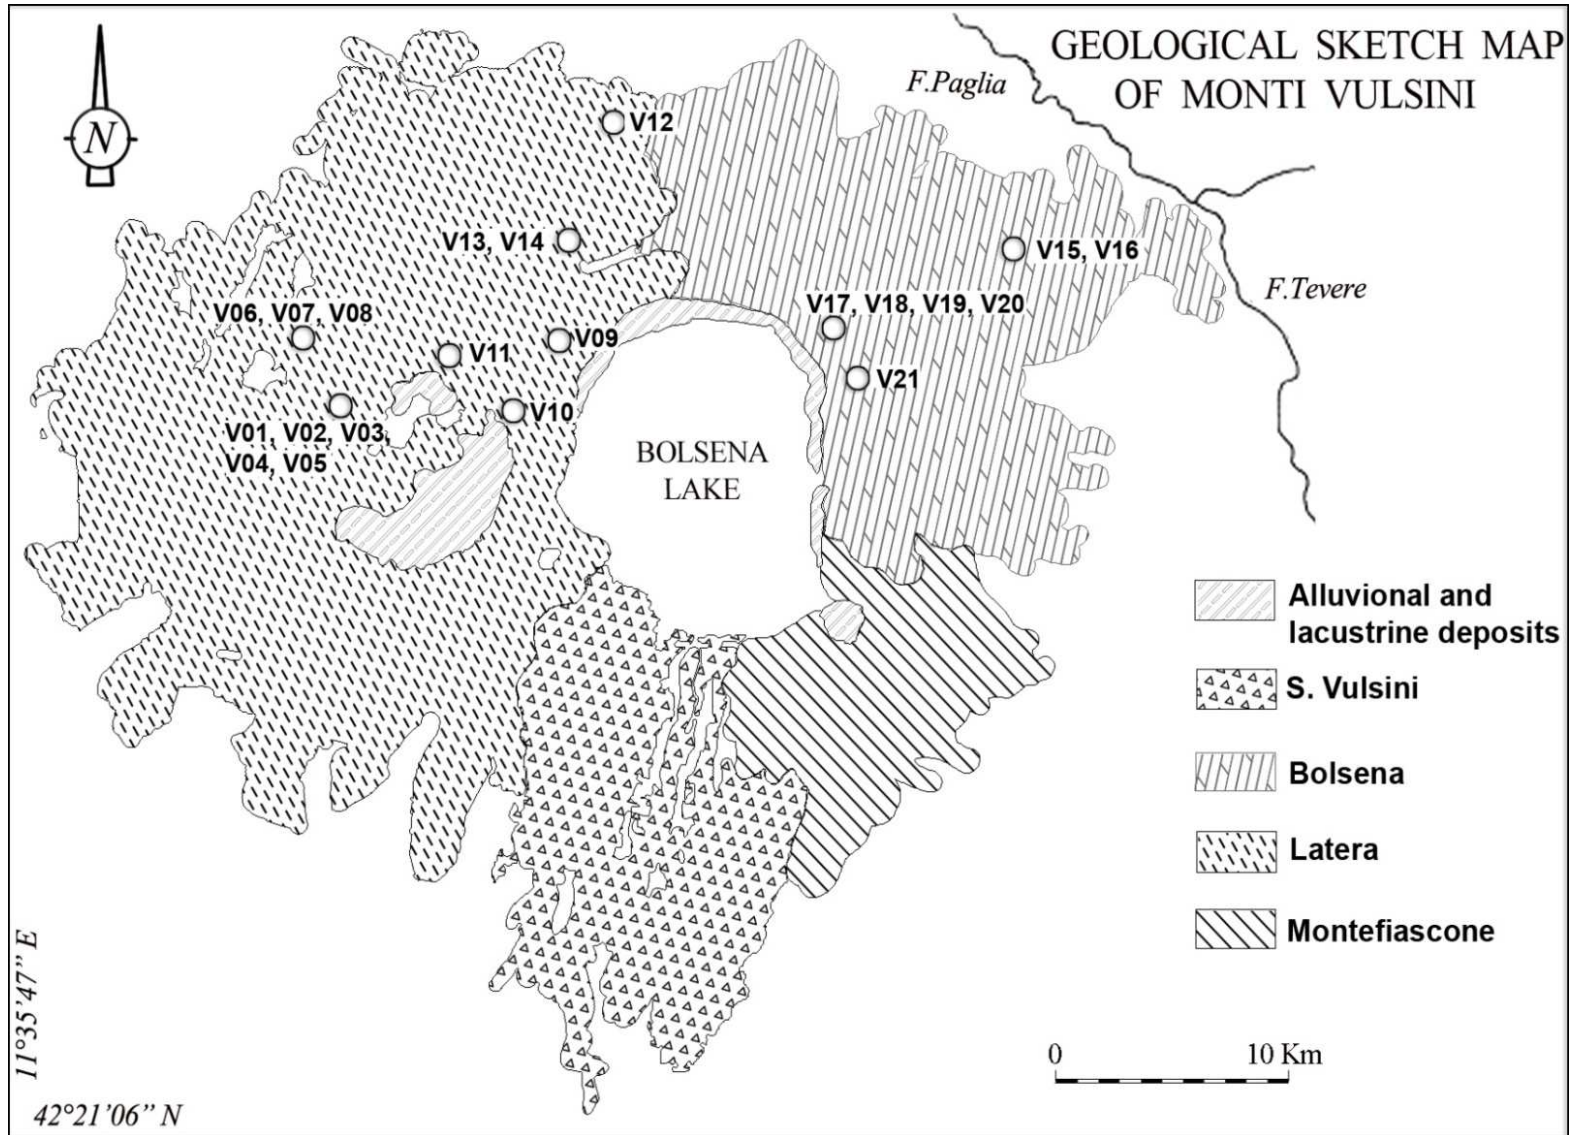 GEOLOGICAL SKETCH MAP
OF MONTI VULSINI
F.Paglia
N
V12
V13, V14
V15, V16
F.Tevere
V06, V07, V08
V17, V18, V19, V20
V09
V11
V21
V10
V01, V02, V03,
V04, V05
BOLSENA
LAKE
Alluvional and
lacustrine deposits
S. Vulsini
Bolsena
Latera
Montefiascone
11°35'47" E
0 10 Km
42°21'06" N